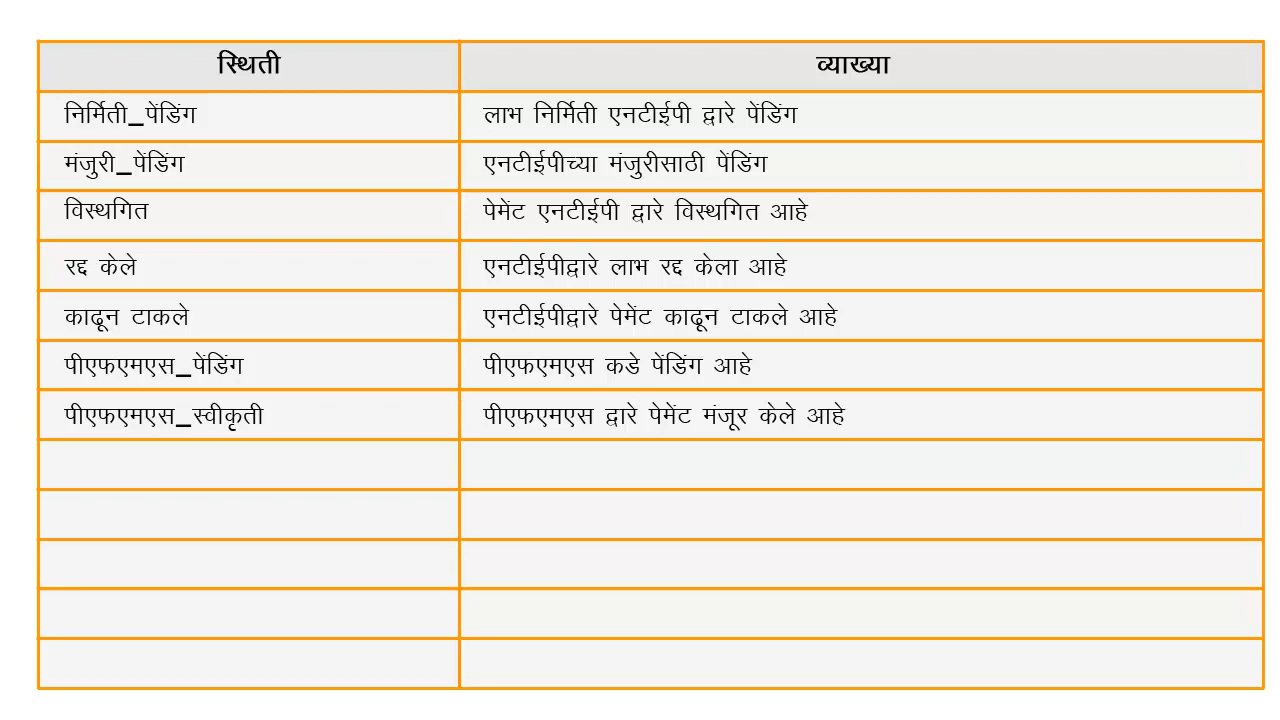 स्थिती व्याख्या
निर्मिती_पेंडिंग लाभ निर्मिती एनटीईपी द्वारे पेंडिंग
मंजुरी_पेंडिंग एनटीईपीच्या मंजुरीसाठी पेंडिंग
विस्थगित पेमेंट एनटीईपी द्वारे विस्थगित आहे
रद्द केले एनटीईपीद्वारे लाभ रद्द केला आहे
काढून टाकले एनटीईपीद्वारे पेमेंट काढून टाकले आहे
पीएफएमएस_पेंडिंग पीएफएमएस कडे पेंडिंग आहे
पीएफएमएस_स्वीकृती पीएफएमएस द्वारे पेमेंट मंजूर केले आहे